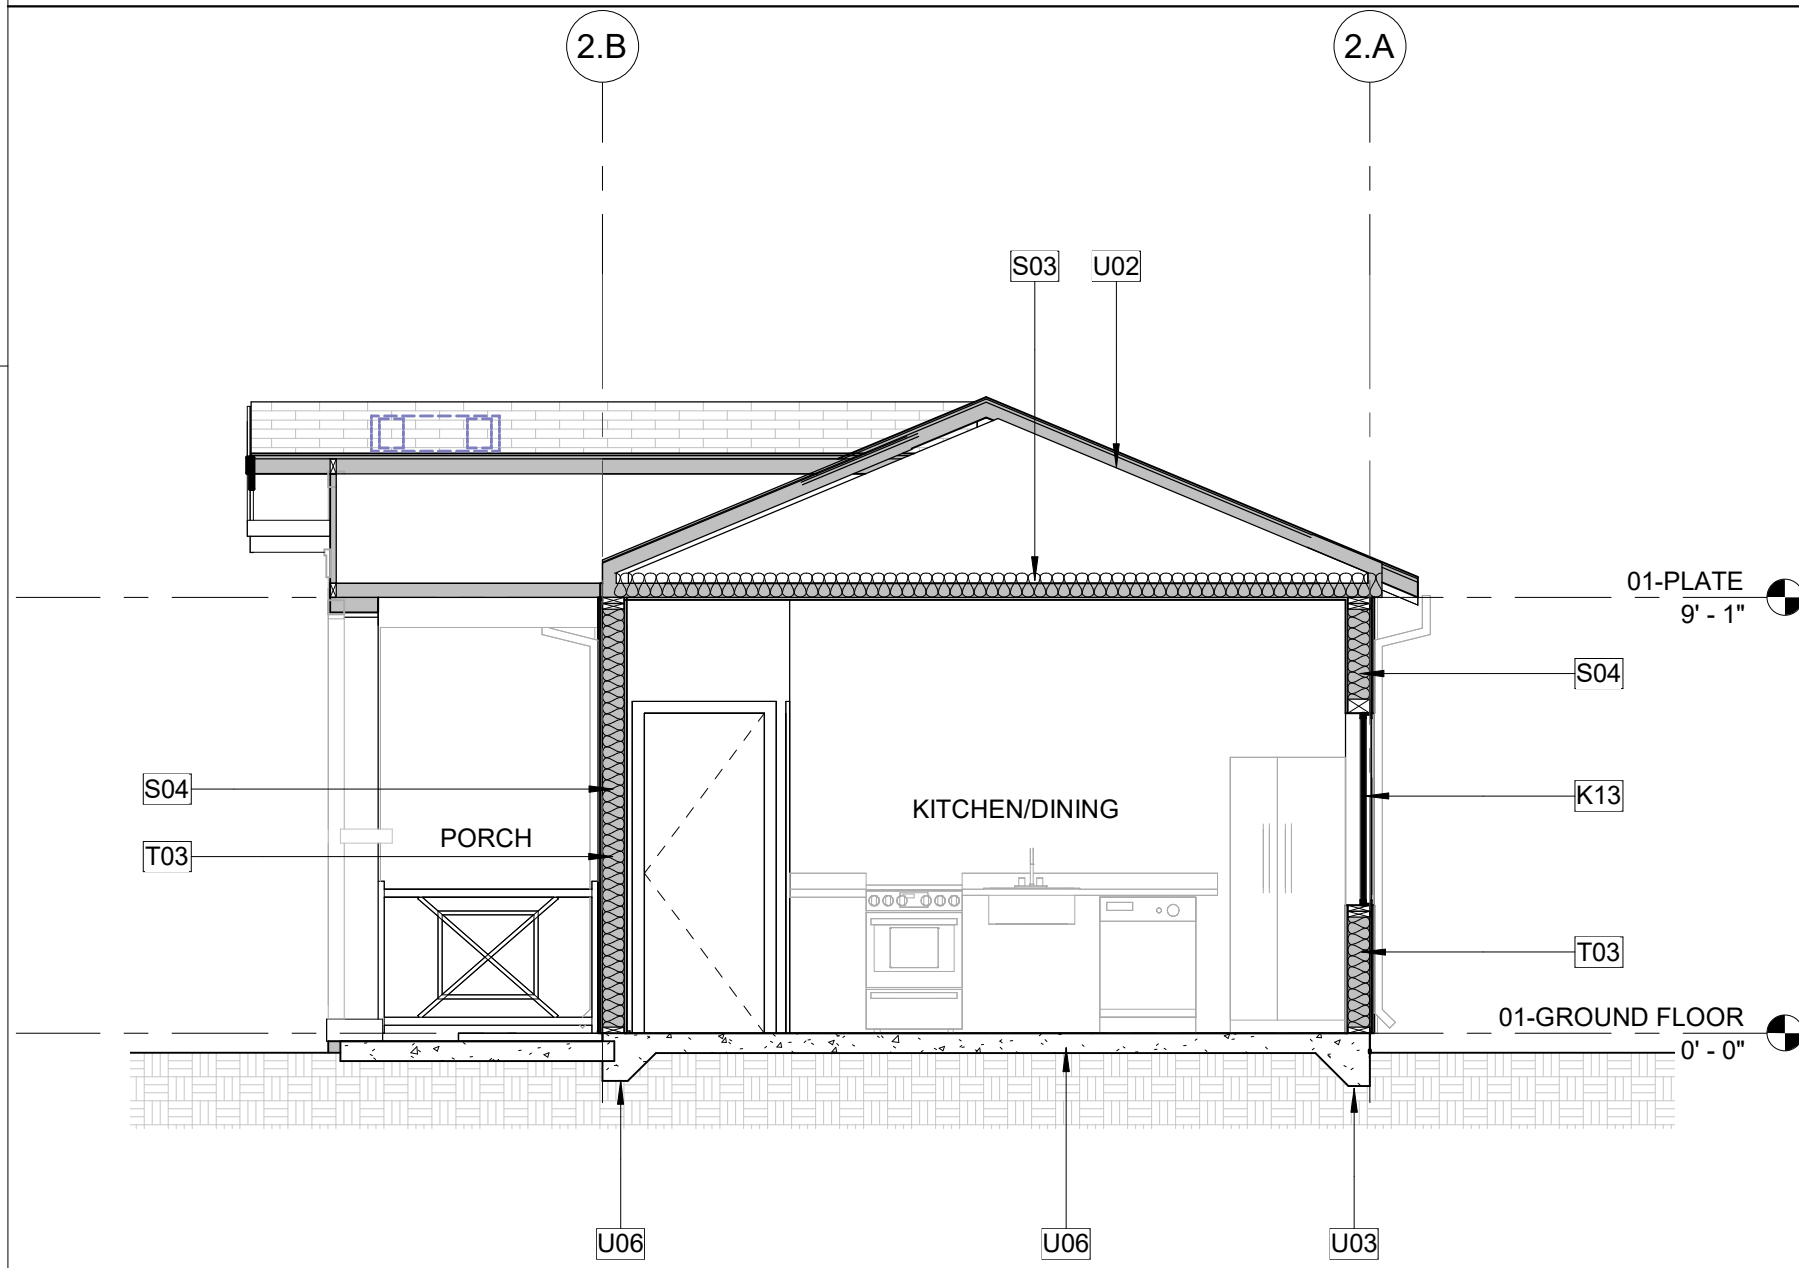 2.B
2.A
S03
U02
01-PLATE
9' - 1"
S04
S04
K13
KITCHEN/DINING
PORCH
T03
T03
01-GROUND FLOOR
0' - 0"
U06
U06
U03